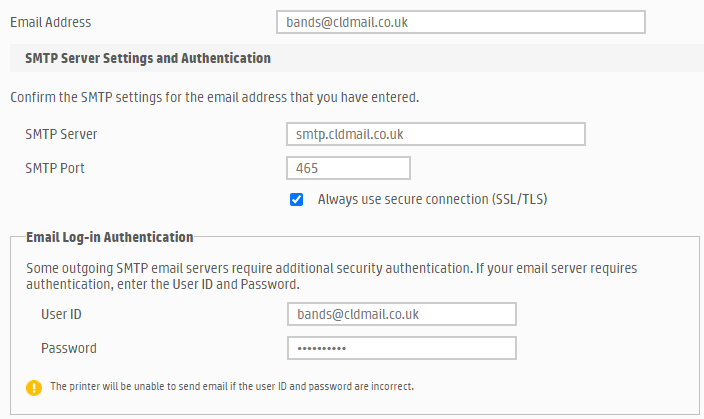 Email Address
bands@cldmail.co.uk
SMTP Server Settings and Authentication
Confirm the SMTP settings for the email address that you have entered.
SMTP Server
smtp.cldmail.co.uk
SMTP Port
465
Always use secure connection (SSL/TLS)
Email Log-in Authentication
Some outgoing SMTP email servers require additional security authentication. If your email server requires
authentication, enter the User ID and Password.
User ID
bands@cldmail.co.uk
Password
••••••••••
The printer will be unable to send email if the user ID and password are incorrect.